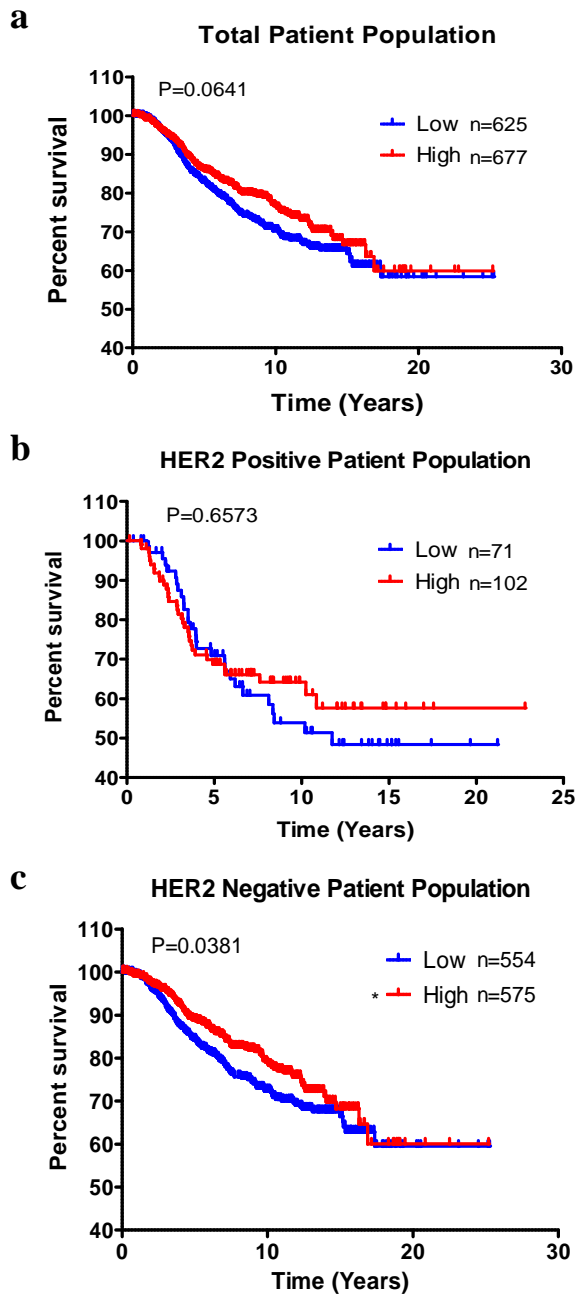 a
Total Patient Population
P=0.0641
Low n=625
High n=677
Percent survival
110
100
90
80
70
60
50
40
0 10 20 30
Time (Years)
b
HER2 Positive Patient Population
P=0.6573
Low n=71
High n=102
Percent survival
110
100
90
80
70
60
50
40
0 5 10 15 20 25
Time (Years)
c
HER2 Negative Patient Population
P=0.0381
Low n=554
* High n=575
Percent survival
110
100
90
80
70
60
50
40
0 10 20 30
Time (Years)